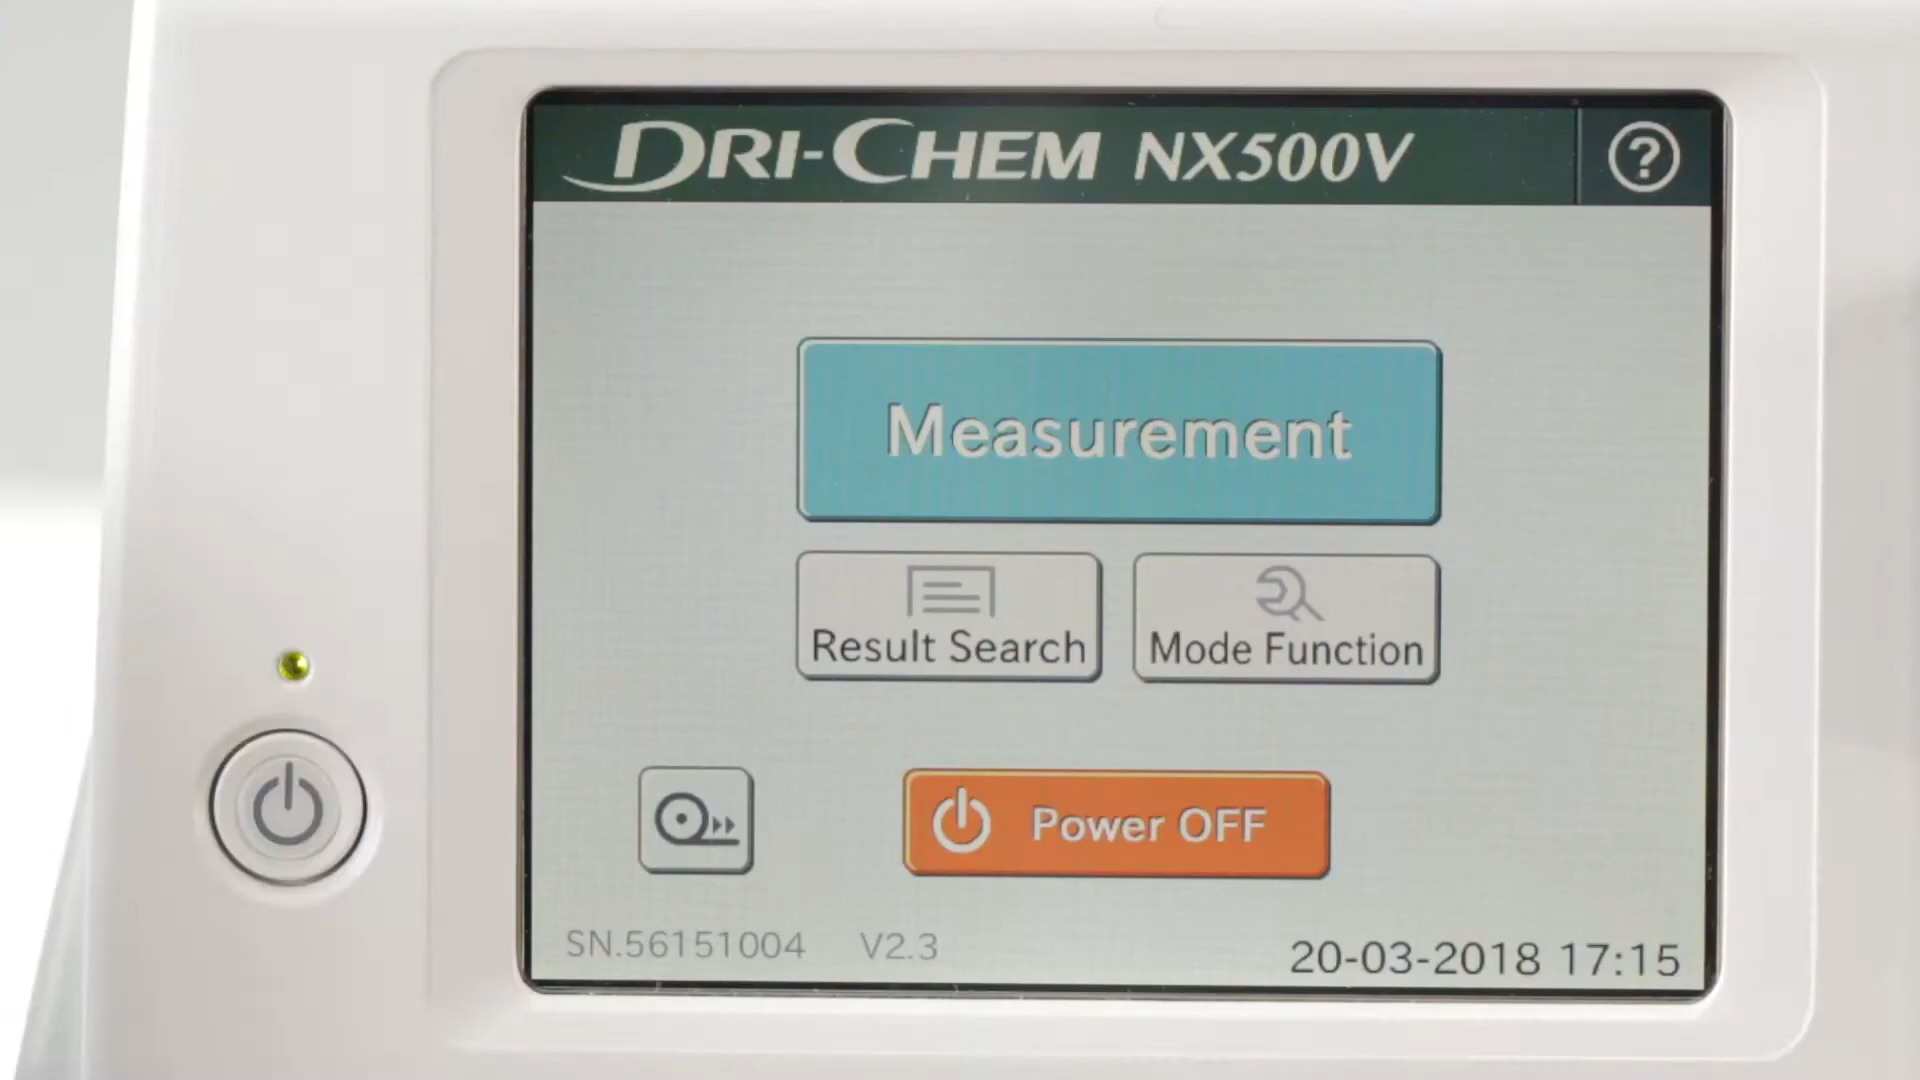 DRI-CHEM NX500V
?
Measurement
Result Search
Mode Function
Power OFF
SN.56151004 V2.3
20-03-2018 17:15